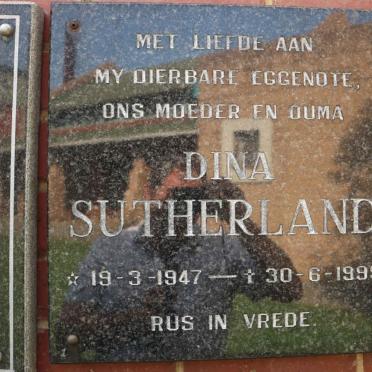 MET LIEFDE AAN
MY DIERBARE EGGENOTE,
ONS MOEDER EN OUMA
DINA
SUTHERLAND
☆ 19-3-1947 — ✝ 30-6-1995
RUS IN VREDE.